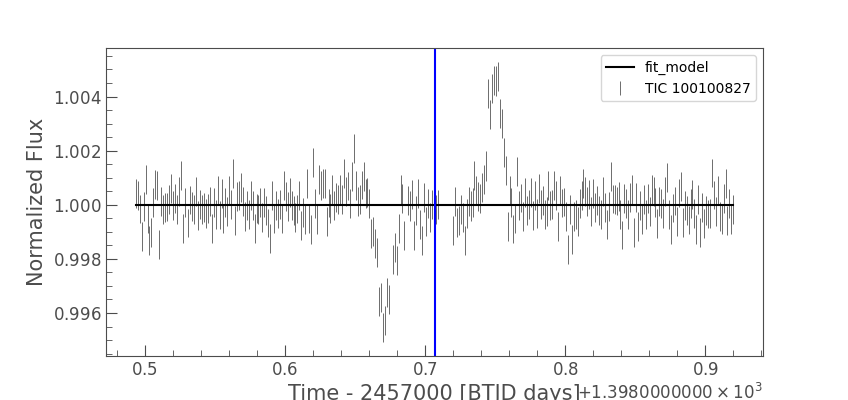 fit_model
TIC 100100827
1.004
1.002
1.000
0.998
0.996
Normalized Flux
0.5 0.6 0.7 0.8 0.9
Time - 2457000 [BTJD days]
+1.3980000000 × 10³